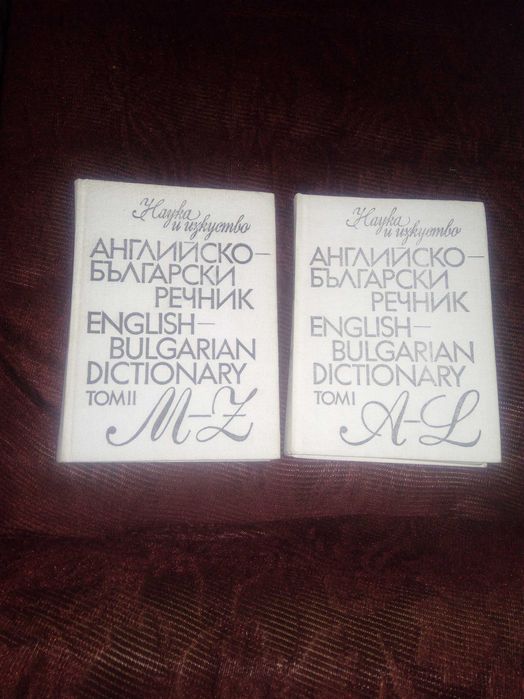 Наука
и изкуство
АНГЛИЙСКО–
БЪЛГАРСКИ
РЕЧНИК
ENGLISH–
BULGARIAN
DICTIONARY
ТОМ II
M–Z
Наука
и изкуство
АНГЛИЙСКО–
БЪЛГАРСКИ
РЕЧНИК
ENGLISH–
BULGARIAN
DICTIONARY
ТОМ I
A–L